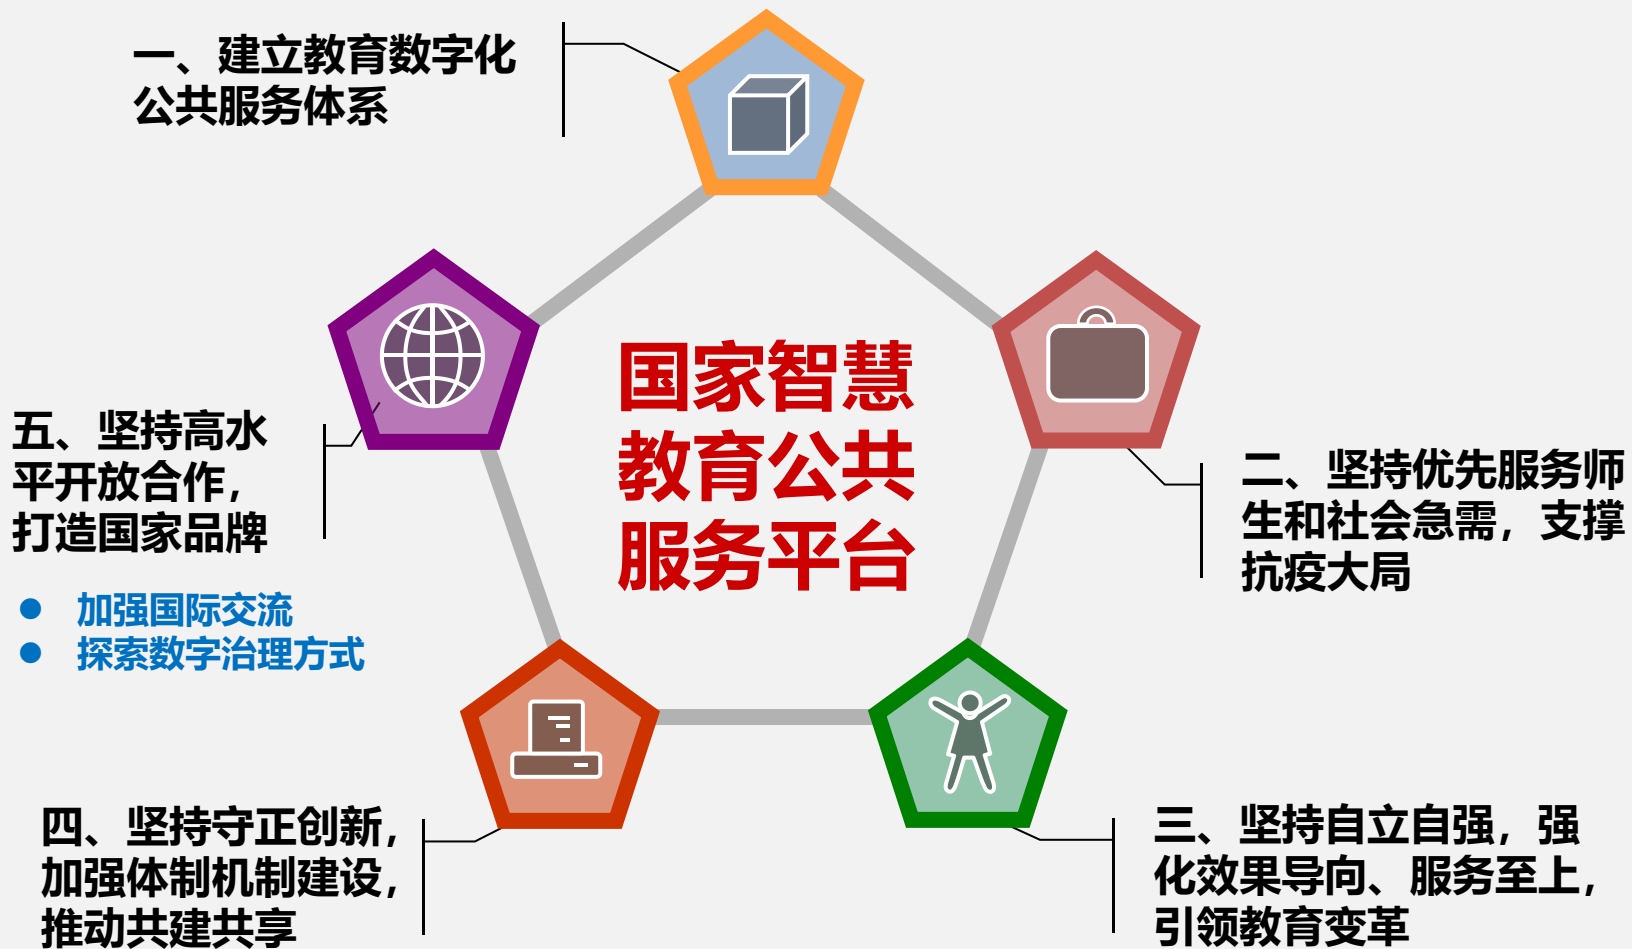 一、建立教育数字化
公共服务体系
国家智慧
教育公共
服务平台
二、坚持优先服务师
生和社会急需，支撑
抗疫大局
三、坚持自立自强，强
化效果导向、服务至上，
引领教育变革
四、坚持守正创新，
加强体制机制建设，
推动共建共享
五、坚持高水
平开放合作，
打造国家品牌
● 加强国际交流
● 探索数字治理方式